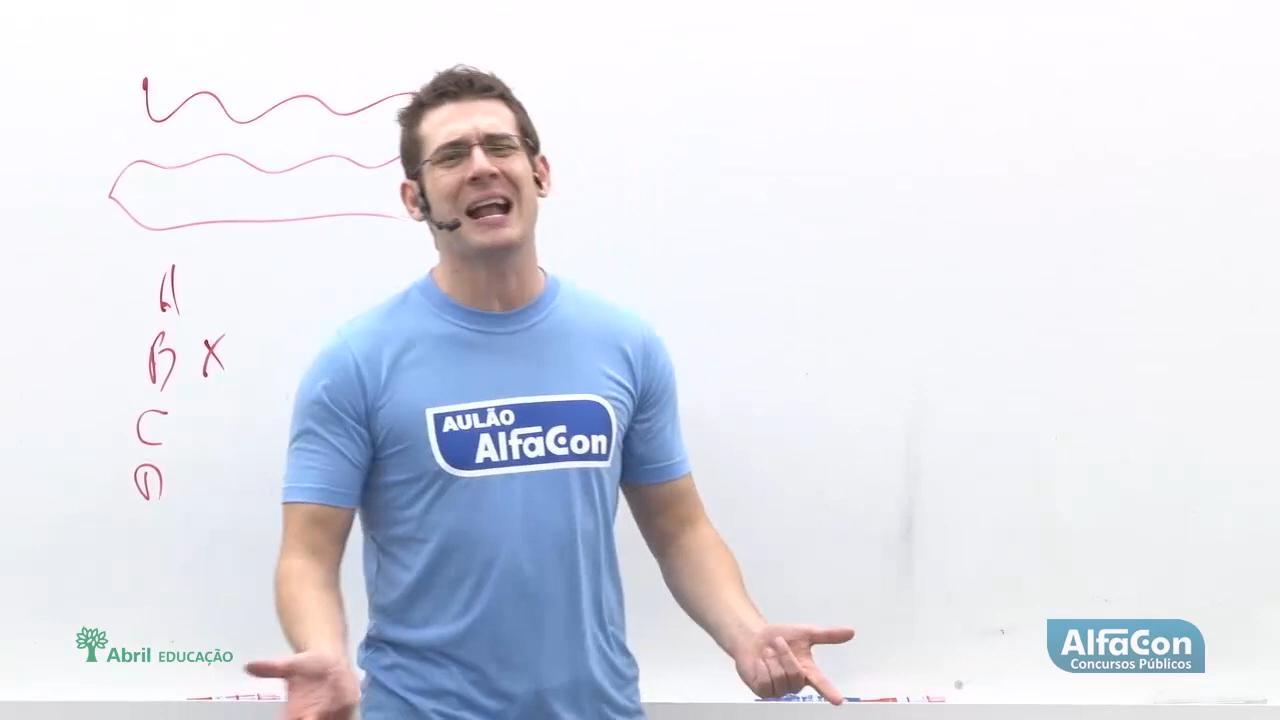 A
B X
C
D
AULÃO
AlfaCon
Abril EDUCAÇÃO
AlfaCon
Concursos Públicos